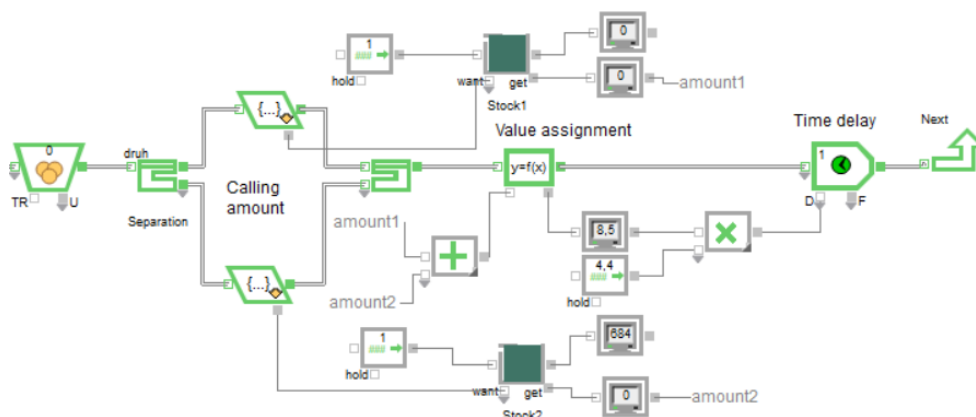 1
###
hold
want
get
Stock1
0
0
amount1
{...}
Value assignment
Time delay
Next
0
druh
y=f(x)
1
TR
U
Separation
Calling
amount
D
F
amount1
8,5
4,4
###
hold
amount2
{...}
1
###
hold
want
get
Stock2
684
0
amount2